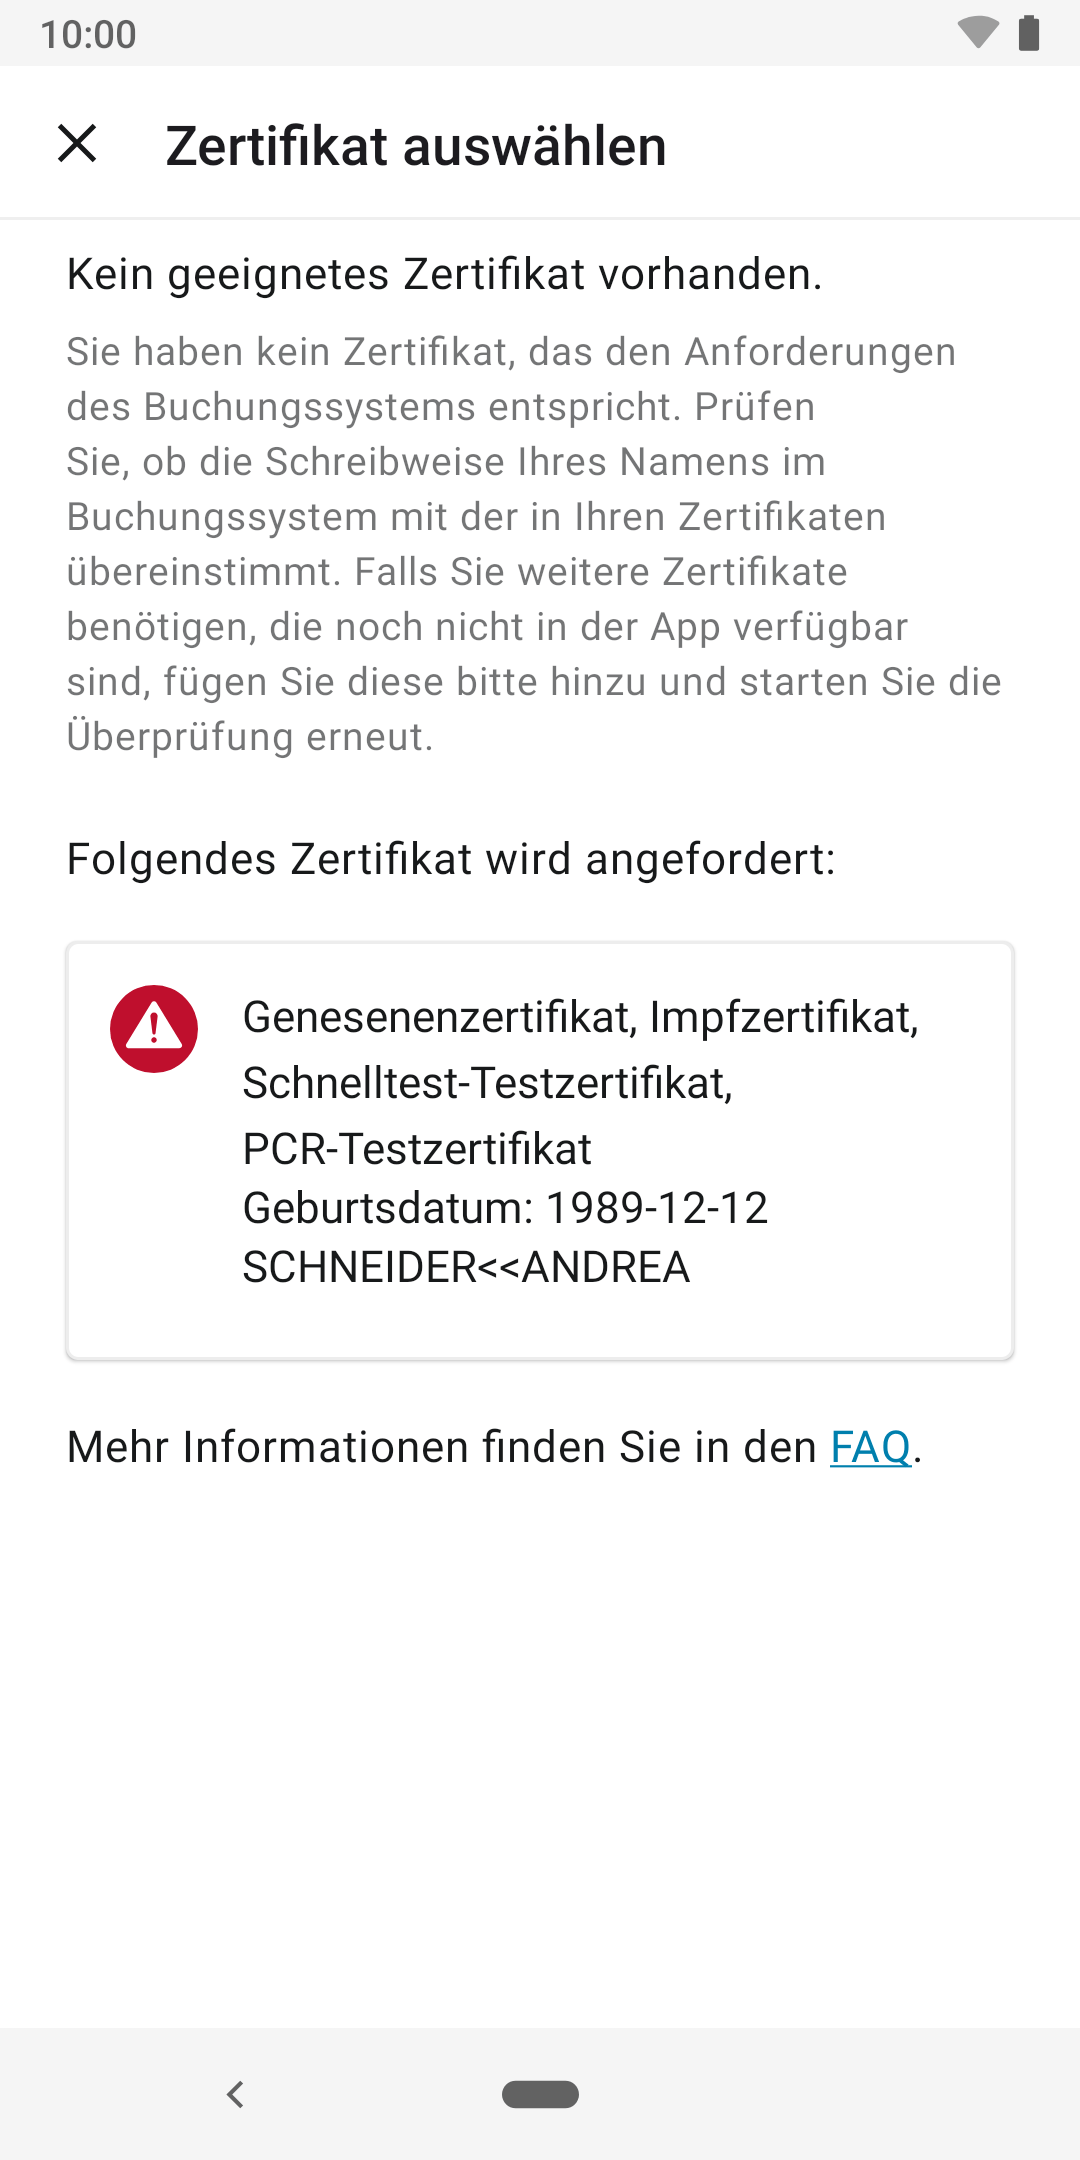 10:00
Zertifikat auswählen
Kein geeignetes Zertifikat vorhanden.
Sie haben kein Zertifikat, das den Anforderungen
des Buchungssystems entspricht. Prüfen
Sie, ob die Schreibweise Ihres Namens im
Buchungssystem mit der in Ihren Zertifikaten
übereinstimmt. Falls Sie weitere Zertifikate
benötigen, die noch nicht in der App verfügbar
sind, fügen Sie diese bitte hinzu und starten Sie die
Überprüfung erneut.
Folgendes Zertifikat wird angefordert:
Genesenenzertifikat, Impfzertifikat,
Schnelltest-Testzertifikat,
PCR-Testzertifikat
Geburtsdatum: 1989-12-12
SCHNEIDER<<ANDREA
Mehr Informationen finden Sie in den FAQ.